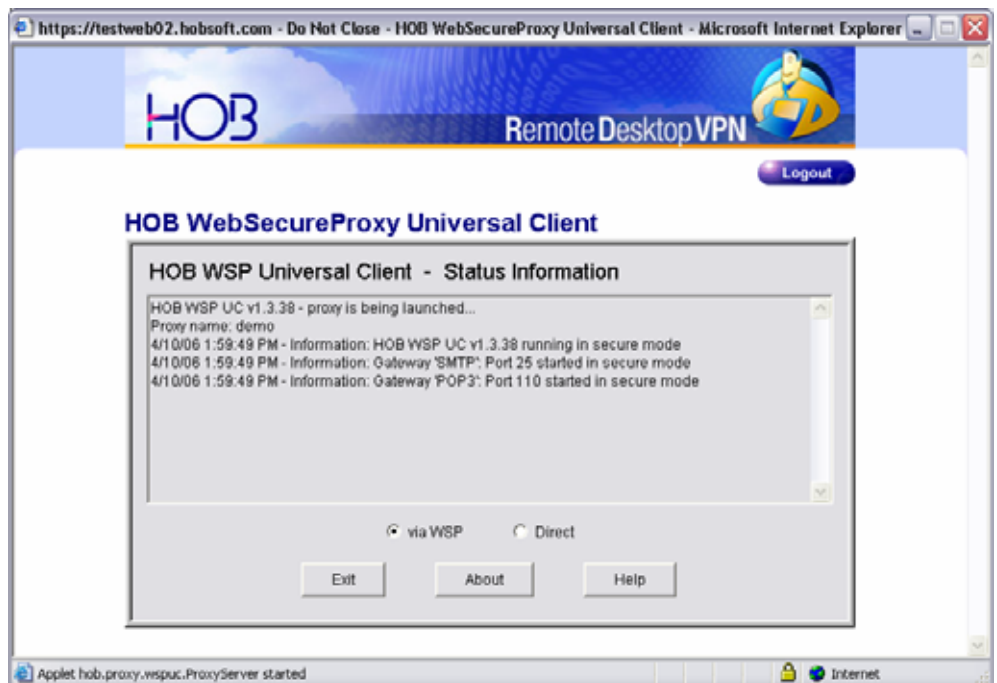 https://testweb02.hobsoft.com - Do Not Close - HOB WebSecureProxy Universal Client - Microsoft Internet Explorer
HOB
Remote Desktop VPN
Logout
HOB WebSecureProxy Universal Client
HOB WSP Universal Client - Status Information
HOB WSP UC v1.3.38 - proxy is being launched...
Proxy name: demo
4/10/06 1:59:49 PM - Information: HOB WSP UC v1.3.38 running in secure mode
4/10/06 1:59:49 PM - Information: Gateway 'SMTP': Port 25 started in secure mode
4/10/06 1:59:49 PM - Information: Gateway 'POP3': Port 110 started in secure mode
via WSP Direct
Exit About Help
Applet hob.proxy.wspuc.ProxyServer started Internet